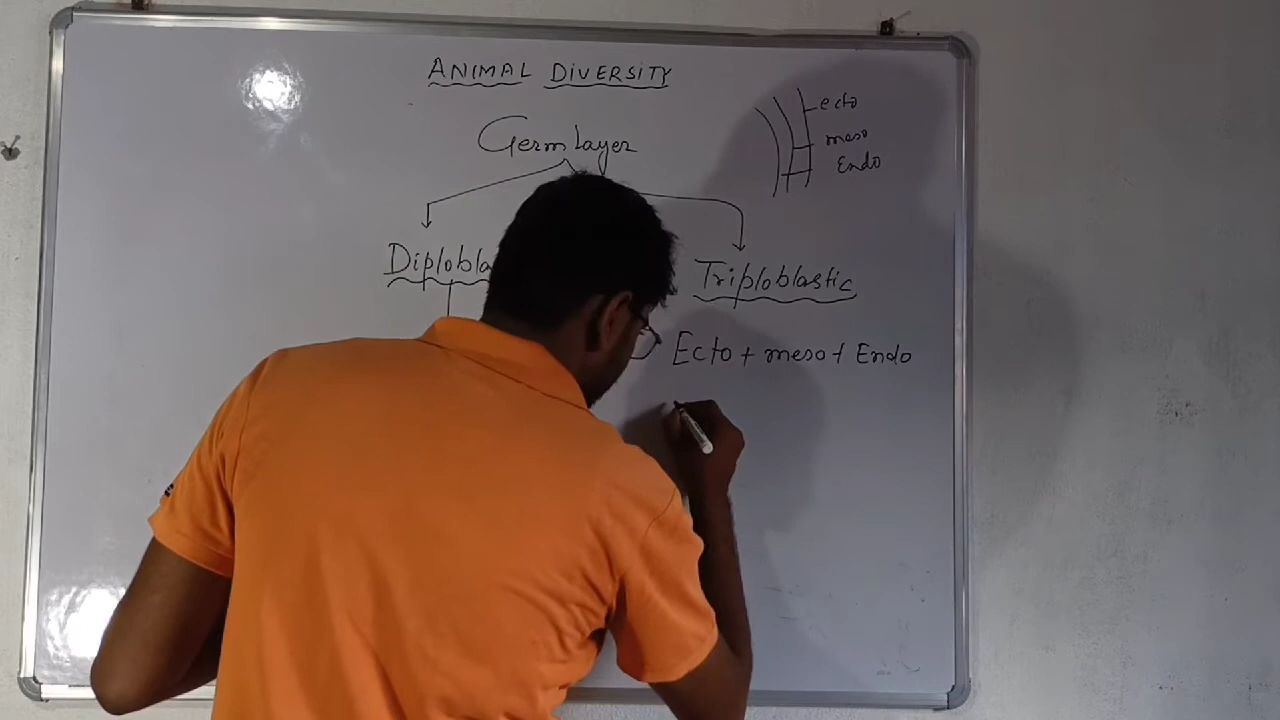 ANIMAL DIVERSITY
Germ Layer
ecto
meso
Endo
Triploblastic
Ecto + meso + Endo